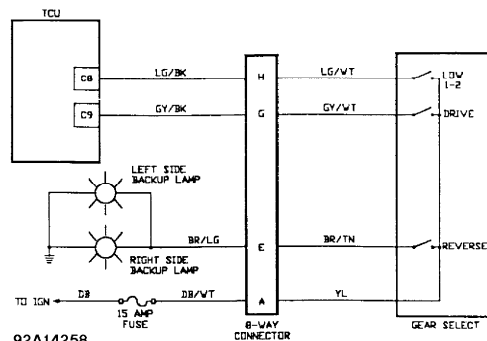 TCU
C8
LG/BK
H
LG/WT
LOW
1-2
C9
GY/BK
G
GY/WT
DRIVE
LEFT SIDE
BACKUP LAMP
BR/LG
E
BR/TN
REVERSE
RIGHT SIDE
BACKUP LAMP
TO IGN
DB
DB/WT
A
YL
15 AMP
FUSE
8-WAY
CONNECTOR
GEAR SELECT
92A14258